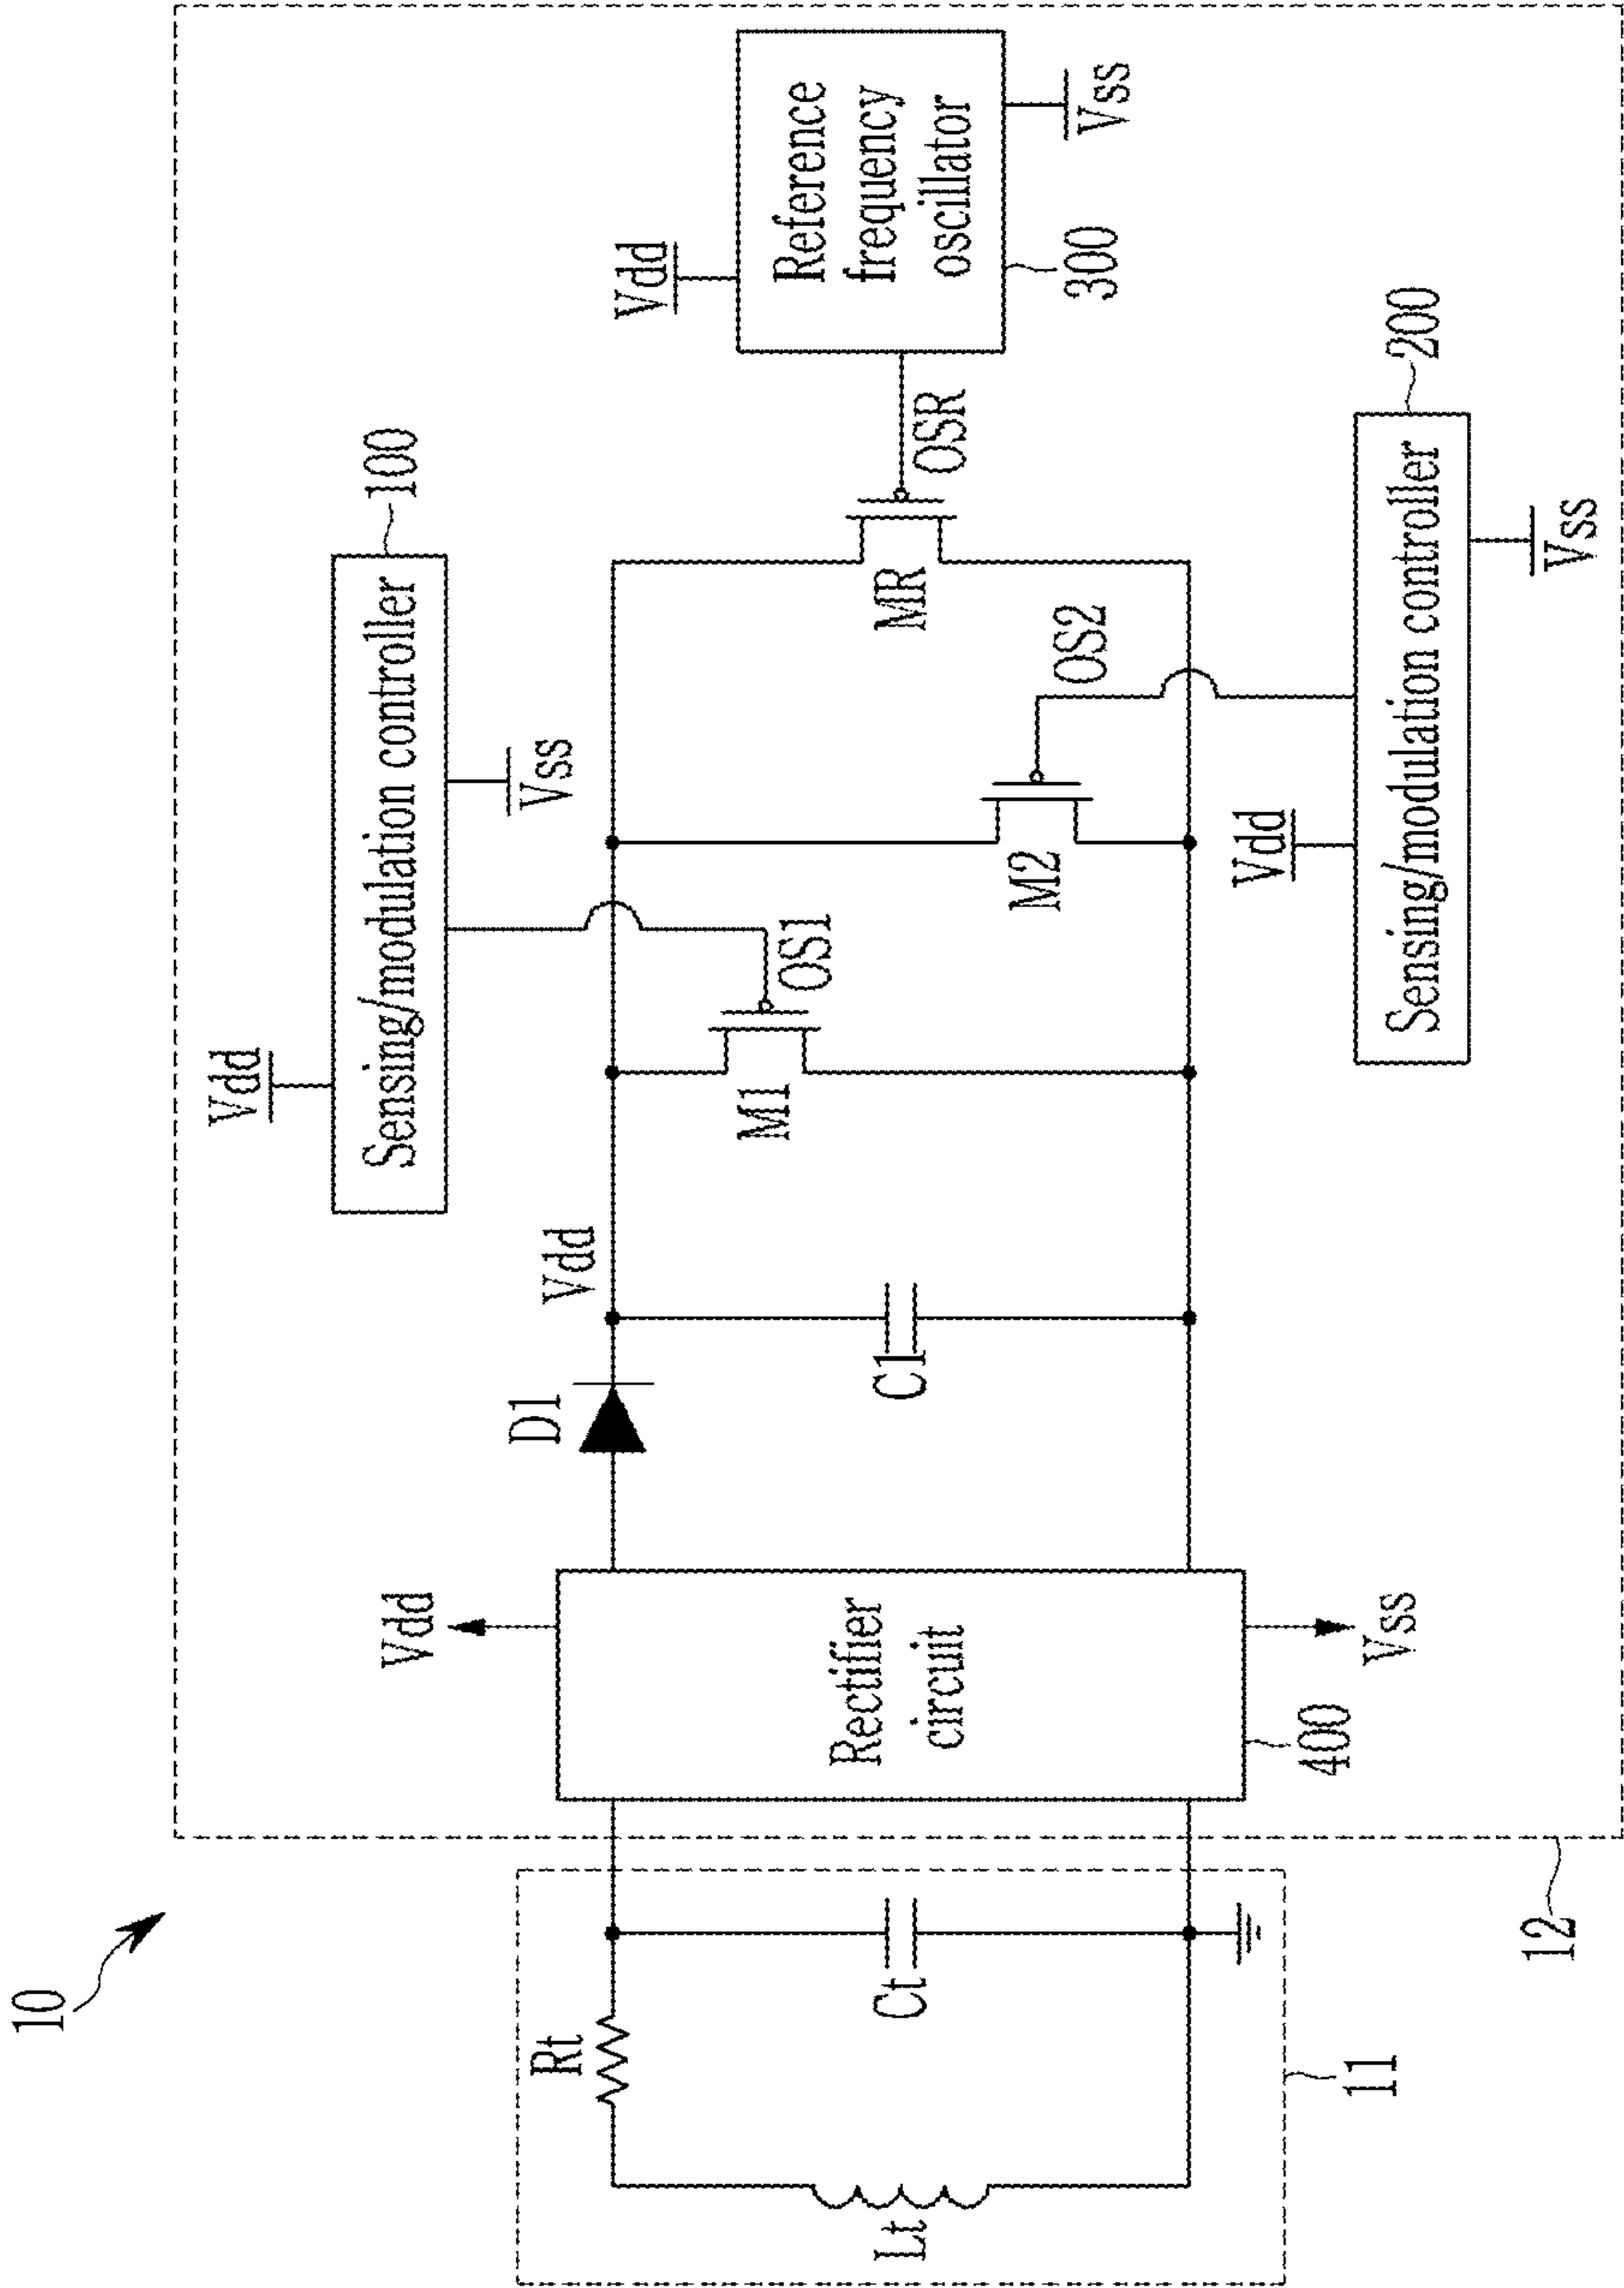 10
Vdd
Sensing/modulation controller
100
Vss
Vdd
Reference
frequency
oscillator
300
Vss
Rt
Lt
Ct
11
Vdd
Rectifier
circuit
400
Vss
D1
Vdd
C1
M1
OS1
M2
OS2
MR
OSR
Vdd
Sensing/modulation controller
200
Vss
12